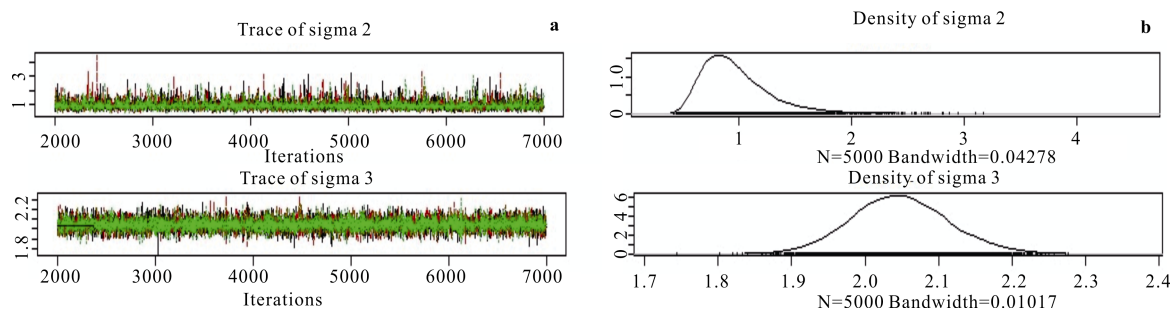 a
Trace of sigma 2
1 3
2000 3000 4000 5000 6000 7000
Iterations
Trace of sigma 3
1.8 2.2
2000 3000 4000 5000 6000 7000
Iterations
b
Density of sigma 2
0 1.0
1 2 3 4
N=5000 Bandwidth=0.04278
Density of sigma 3
0 2 4 6
1.7 1.8 1.9 2.0 2.1 2.2 2.3 2.4
N=5000 Bandwidth=0.01017